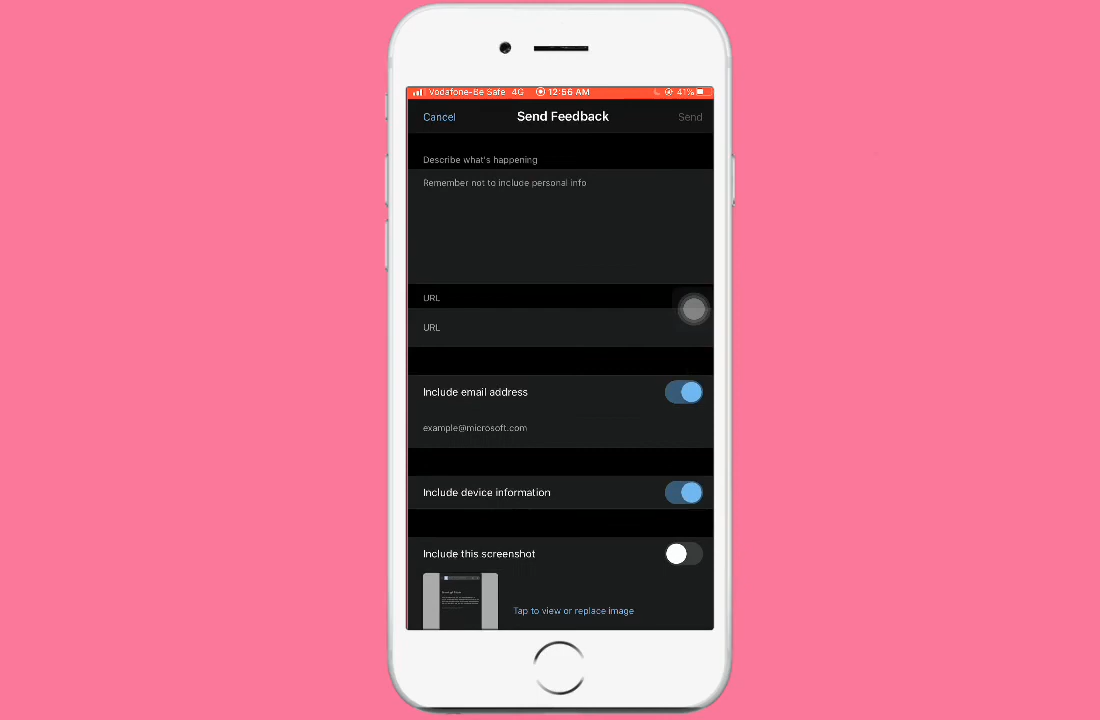 Vodafone-Be Safe 4G 12:56 AM 41%
Cancel Send Feedback Send
Describe what's happening
Remember not to include personal info
URL
URL
Include email address
example@microsoft.com
Include device information
Include this screenshot
Tap to view or replace image